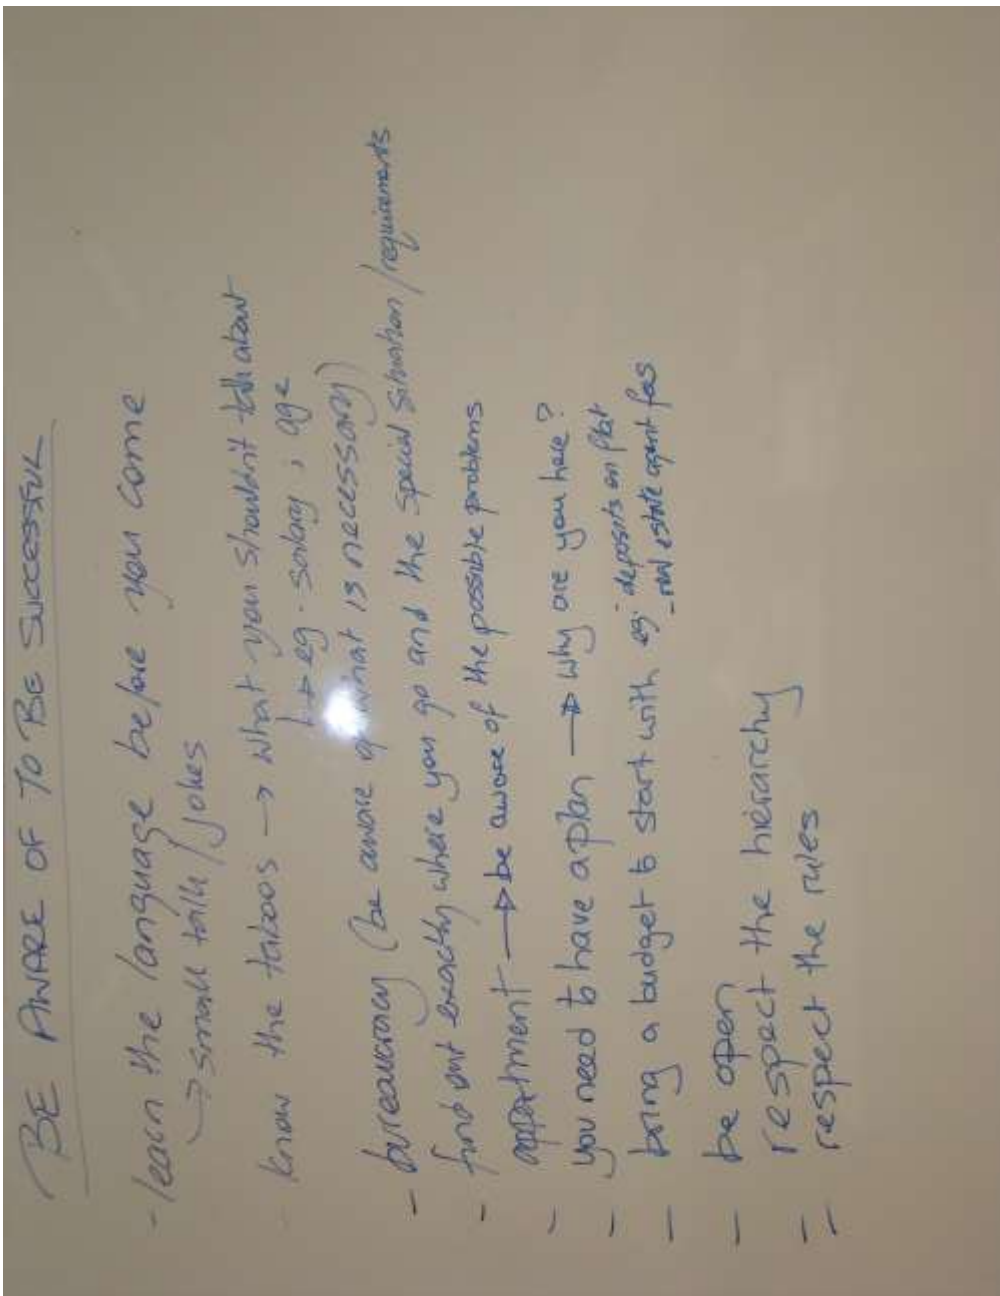 BE AWARE OF TO BE SUCCESSFUL
- learn the language before you come
→ small talk / jokes
- know the taboos → what you shouldn't talk about
↳ eg. salary, age
- bureaucracy (be aware of what is necessary)
- find out exactly where you go and the special situation / requirements
- appartment → be aware of the possible problems
- you need to have a plan → why are you here?
- bring a budget to start with eg. - deposits on flat
- real estate agent fees
- be open
- respect the hierarchy
- respect the rules